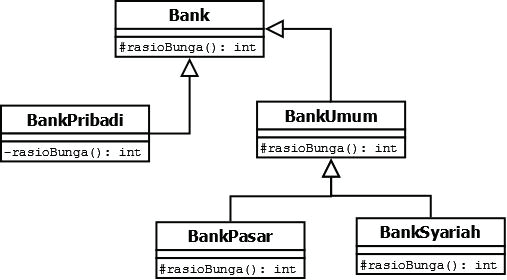 Bank
#rasioBunga(): int
BankPribadi
-rasioBunga(): int
BankUmum
#rasioBunga(): int
BankPasar
#rasioBunga(): int
BankSyariah
#rasioBunga(): int